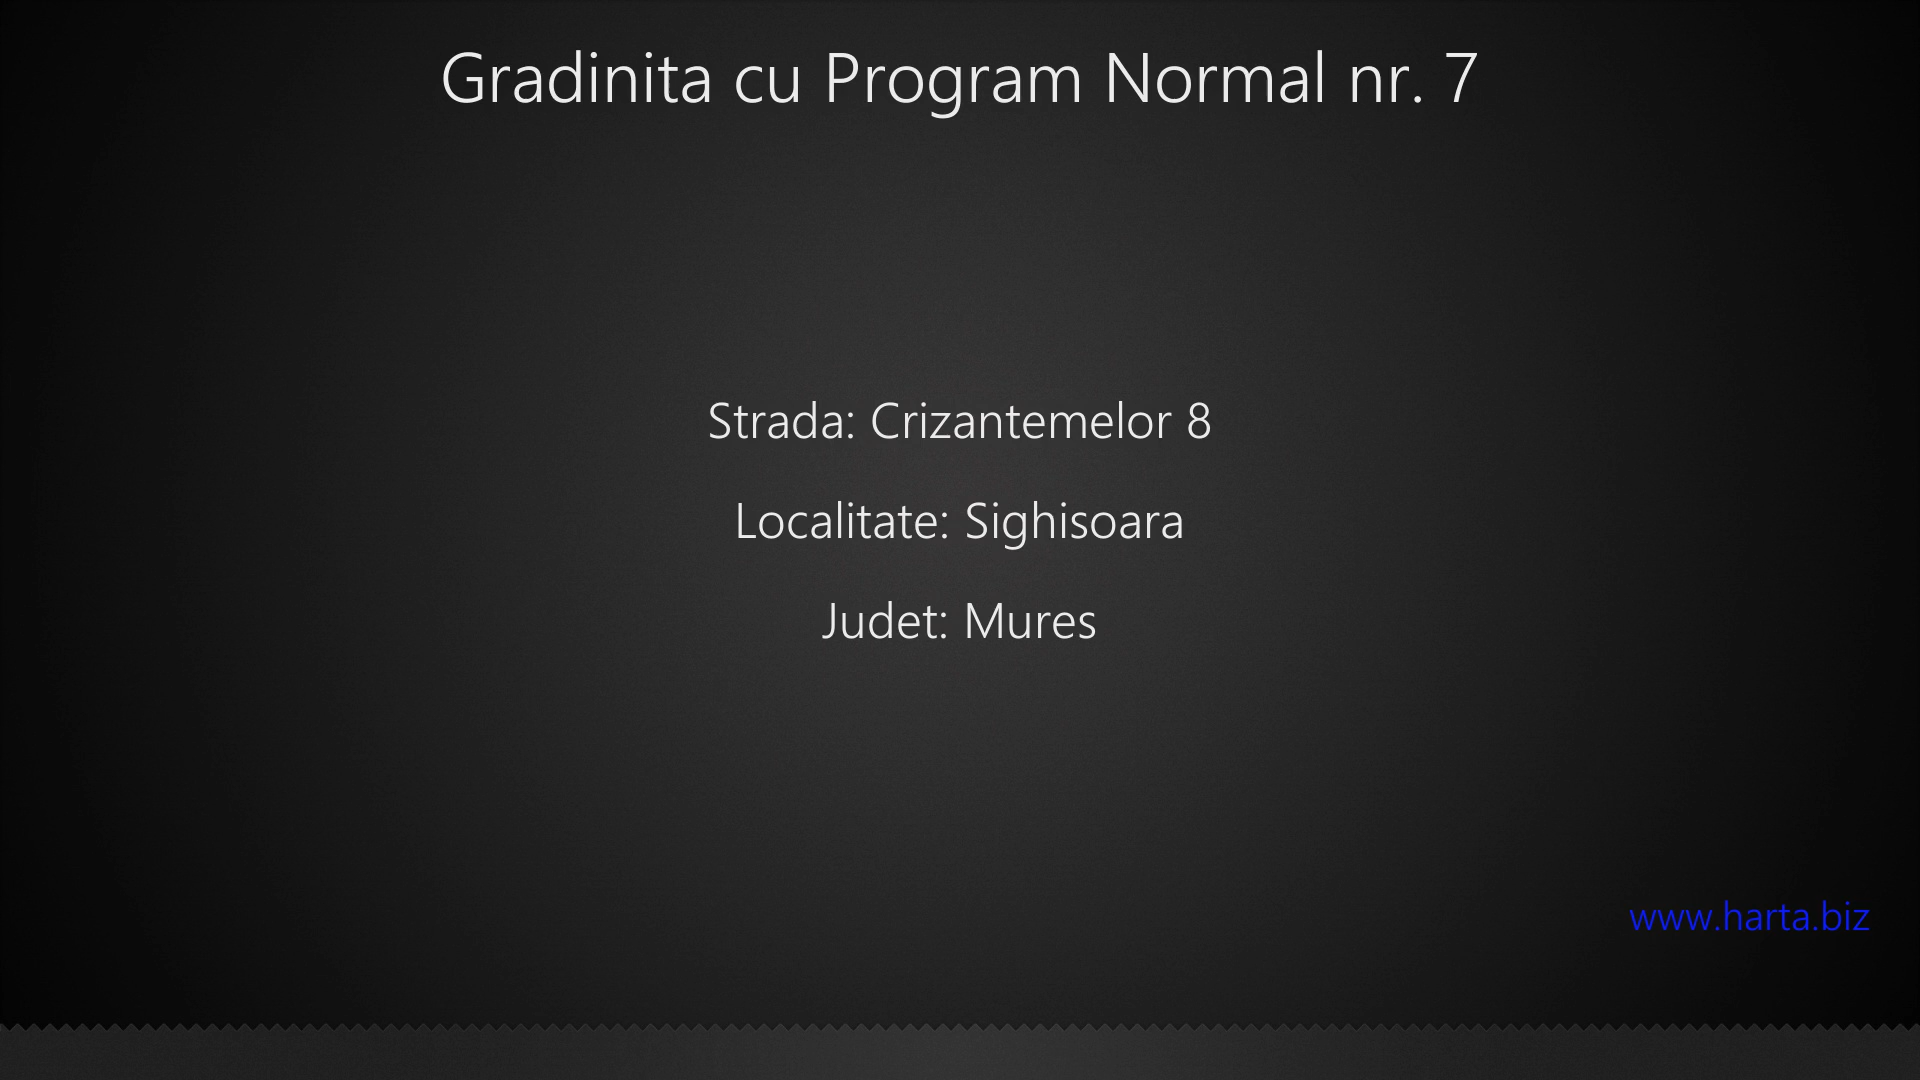 Gradinita cu Program Normal nr. 7
Strada: Crizantemelor 8
Localitate: Sighisoara
Judet: Mures
www.harta.biz